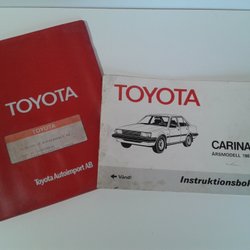 TOYOTA
TOYOTA
Toyota Autoimport AB
TOYOTA
CARINA
ÅRSMODELL 198
Vänd!
Instruktionsbok